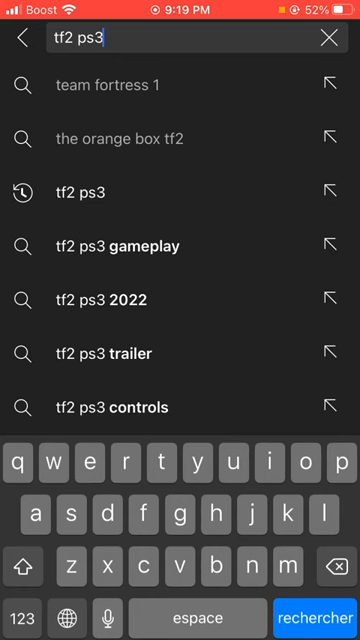 Boost 9:19 PM 52%
tf2 ps3
team fortress 1
the orange box tf2
tf2 ps3
tf2 ps3 gameplay
tf2 ps3 2022
tf2 ps3 trailer
tf2 ps3 controls
q w e r t y u i o p
a s d f g h j k l
z x c v b n m
123 espace rechercher